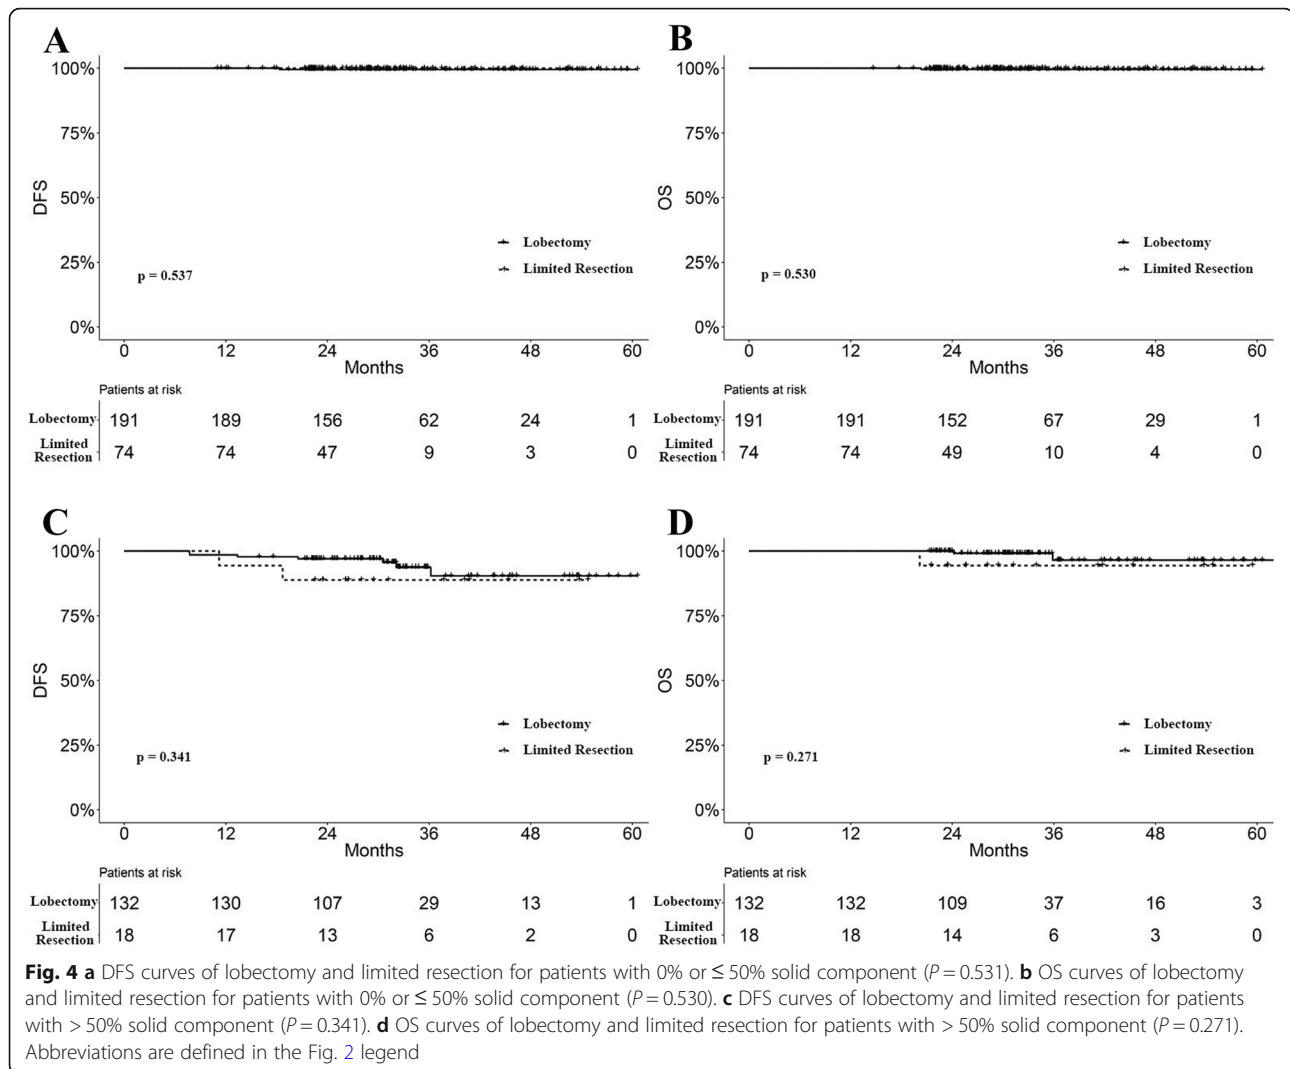 A
100%
75%
50%
25%
0%
DFS
Lobectomy
Limited Resection
p = 0.537
0 12 24 36 48 60
Months
Patients at risk
Lobectomy 191 189 156 62 24 1
Limited
Resection 74 74 47 9 3 0
B
100%
75%
50%
25%
0%
OS
Lobectomy
Limited Resection
p = 0.530
0 12 24 36 48 60
Months
Patients at risk
Lobectomy 191 191 152 67 29 1
Limited
Resection 74 74 49 10 4 0
C
100%
75%
50%
25%
0%
DFS
Lobectomy
Limited Resection
p = 0.341
0 12 24 36 48 60
Months
Patients at risk
Lobectomy 132 130 107 29 13 1
Limited
Resection 18 17 13 6 2 0
D
100%
75%
50%
25%
0%
OS
Lobectomy
Limited Resection
p = 0.271
0 12 24 36 48 60
Months
Patients at risk
Lobectomy 132 132 109 37 16 3
Limited
Resection 18 18 14 6 3 0
Fig. 4 a DFS curves of lobectomy and limited resection for patients with 0% or ≤ 50% solid component (P = 0.531). b OS curves of lobectomy
and limited resection for patients with 0% or ≤ 50% solid component (P = 0.530). c DFS curves of lobectomy and limited resection for patients
with > 50% solid component (P = 0.341). d OS curves of lobectomy and limited resection for patients with > 50% solid component (P = 0.271).
Abbreviations are defined in the Fig. 2 legend